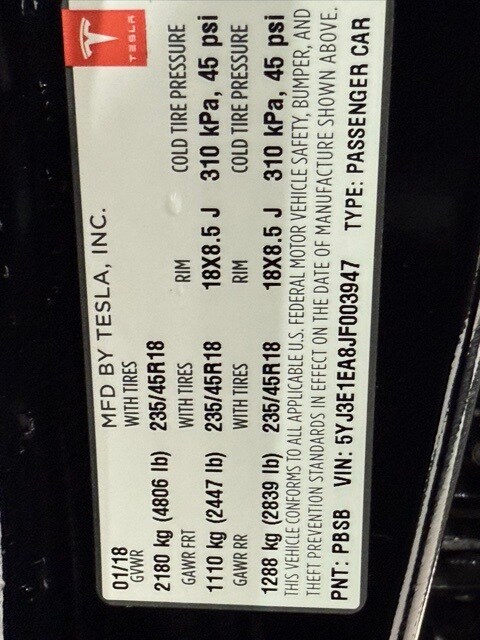 TESLA
MFD BY TESLA, INC.
01/18
GVWR WITH TIRES RIM COLD TIRE PRESSURE
2180 kg (4806 lb) 235/45R18
GAWR FRT WITH TIRES RIM COLD TIRE PRESSURE
1110 kg (2447 lb) 235/45R18 18X8.5 J 310 kPa, 45 psi
GAWR RR WITH TIRES RIM COLD TIRE PRESSURE
1288 kg (2839 lb) 235/45R18 18X8.5 J 310 kPa, 45 psi
THIS VEHICLE CONFORMS TO ALL APPLICABLE U.S. FEDERAL MOTOR VEHICLE SAFETY, BUMPER, AND
THEFT PREVENTION STANDARDS IN EFFECT ON THE DATE OF MANUFACTURE SHOWN ABOVE.
PNT: PBSB VIN: 5YJ3E1EA8JF003947 TYPE: PASSENGER CAR